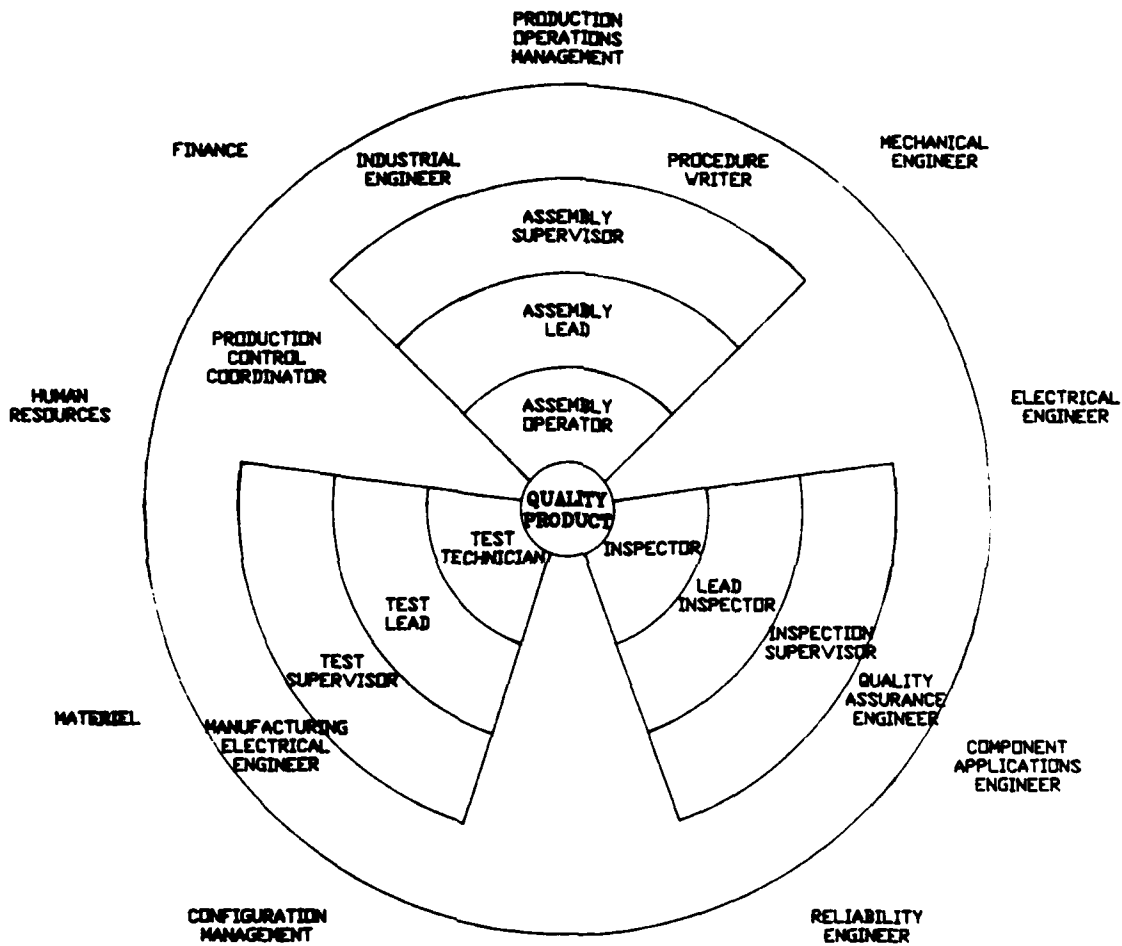 PRODUCTION
OPERATIONS
MANAGEMENT
FINANCE
MECHANICAL
ENGINEER
INDUSTRIAL
ENGINEER
PROCEDURE
WRITER
ASSEMBLY
SUPERVISOR
ASSEMBLY
LEAD
PRODUCTION
CONTROL
COORDINATOR
HUMAN
RESOURCES
ELECTRICAL
ENGINEER
ASSEMBLY
OPERATOR
QUALITY
PRODUCT
TEST
TECHNICIAN
INSPECTOR
TEST
LEAD
LEAD
INSPECTOR
TEST
SUPERVISOR
INSPECTION
SUPERVISOR
MATERIEL
MANUFACTURING
ELECTRICAL
ENGINEER
QUALITY
ASSURANCE
ENGINEER
COMPONENT
APPLICATIONS
ENGINEER
CONFIGURATION
MANAGEMENT
RELIABILITY
ENGINEER